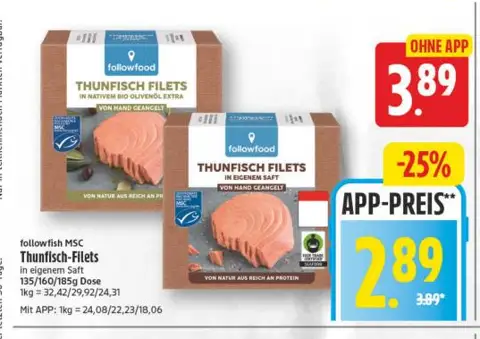 OHNE APP
3.89
-25%
APP-PREIS**
2.89
3.89*
followfood
THUNFISCH FILETS
IN NATIVEM BIO OLIVENÖL EXTRA
VON HAND GEANGELT
MSC
VON NATUR AUS REICH AN PROTEIN
followfood
THUNFISCH FILETS
IN EIGENEM SAFT
VON HAND GEANGELT
MSC
FAIR TRADE
VON NATUR AUS REICH AN PROTEIN
followfish MSC
Thunfisch-Filets
in eigenem Saft
135/160/185g Dose
1kg = 32,42/29,92/24,31
Mit APP: 1kg = 24,08/22,23/18,06